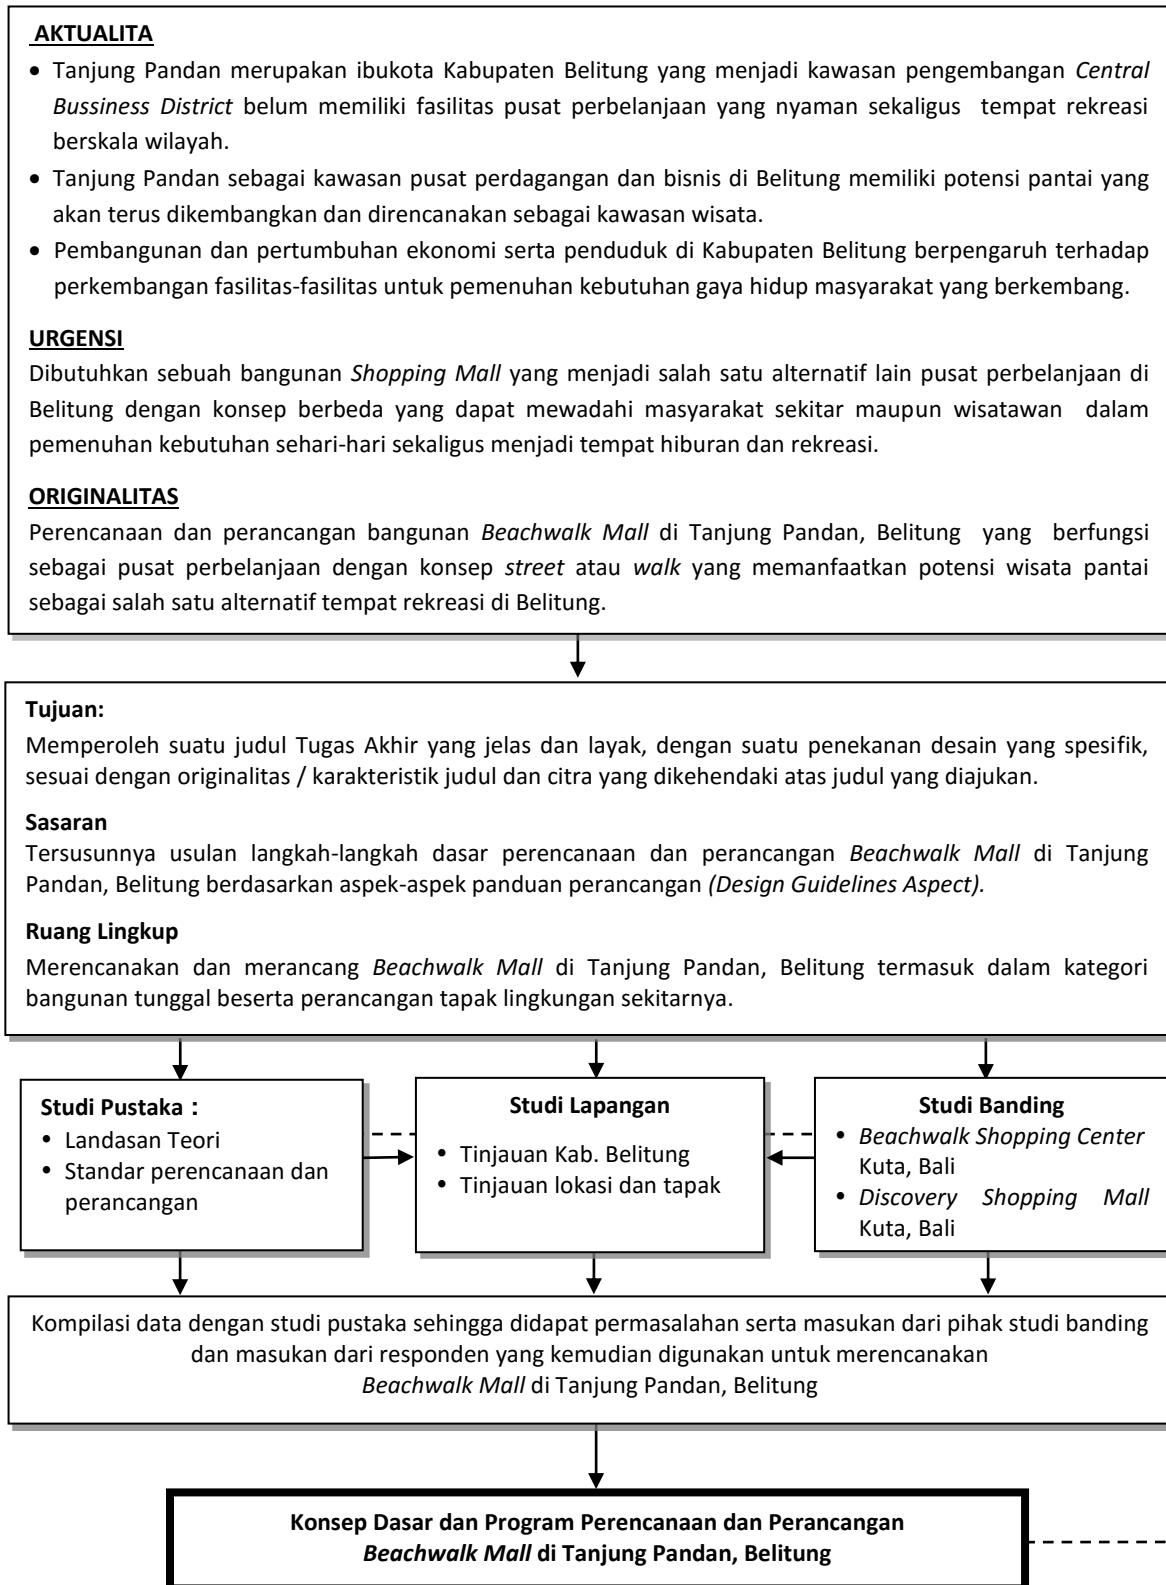 AKTUALITA
• Tanjung Pandan merupakan ibukota Kabupaten Belitung yang menjadi kawasan pengembangan Central
Bussiness District belum memiliki fasilitas pusat perbelanjaan yang nyaman sekaligus tempat rekreasi
berskala wilayah.
• Tanjung Pandan sebagai kawasan pusat perdagangan dan bisnis di Belitung memiliki potensi pantai yang
akan terus dikembangkan dan direncanakan sebagai kawasan wisata.
• Pembangunan dan pertumbuhan ekonomi serta penduduk di Kabupaten Belitung berpengaruh terhadap
perkembangan fasilitas-fasilitas untuk pemenuhan kebutuhan gaya hidup masyarakat yang berkembang.
URGENSI
Dibutuhkan sebuah bangunan Shopping Mall yang menjadi salah satu alternatif lain pusat perbelanjaan di
Belitung dengan konsep berbeda yang dapat mewadahi masyarakat sekitar maupun wisatawan dalam
pemenuhan kebutuhan sehari-hari sekaligus menjadi tempat hiburan dan rekreasi.
ORIGINALITAS
Perencanaan dan perancangan bangunan Beachwalk Mall di Tanjung Pandan, Belitung yang berfungsi
sebagai pusat perbelanjaan dengan konsep street atau walk yang memanfaatkan potensi wisata pantai
sebagai salah satu alternatif tempat rekreasi di Belitung.
Tujuan:
Memperoleh suatu judul Tugas Akhir yang jelas dan layak, dengan suatu penekanan desain yang spesifik,
sesuai dengan originalitas / karakteristik judul dan citra yang dikehendaki atas judul yang diajukan.
Sasaran
Tersusunnya usulan langkah-langkah dasar perencanaan dan perancangan Beachwalk Mall di Tanjung
Pandan, Belitung berdasarkan aspek-aspek panduan perancangan (Design Guidelines Aspect).
Ruang Lingkup
Merencanakan dan merancang Beachwalk Mall di Tanjung Pandan, Belitung termasuk dalam kategori
bangunan tunggal beserta perancangan tapak lingkungan sekitarnya.
Studi Pustaka :
• Landasan Teori
• Standar perencanaan dan
perancangan
Studi Lapangan
• Tinjauan Kab. Belitung
• Tinjauan lokasi dan tapak
Studi Banding
• Beachwalk Shopping Center
Kuta, Bali
• Discovery Shopping Mall
Kuta, Bali
Kompilasi data dengan studi pustaka sehingga didapat permasalahan serta masukan dari pihak studi banding
dan masukan dari responden yang kemudian digunakan untuk merencanakan
Beachwalk Mall di Tanjung Pandan, Belitung
Konsep Dasar dan Program Perencanaan dan Perancangan
Beachwalk Mall di Tanjung Pandan, Belitung